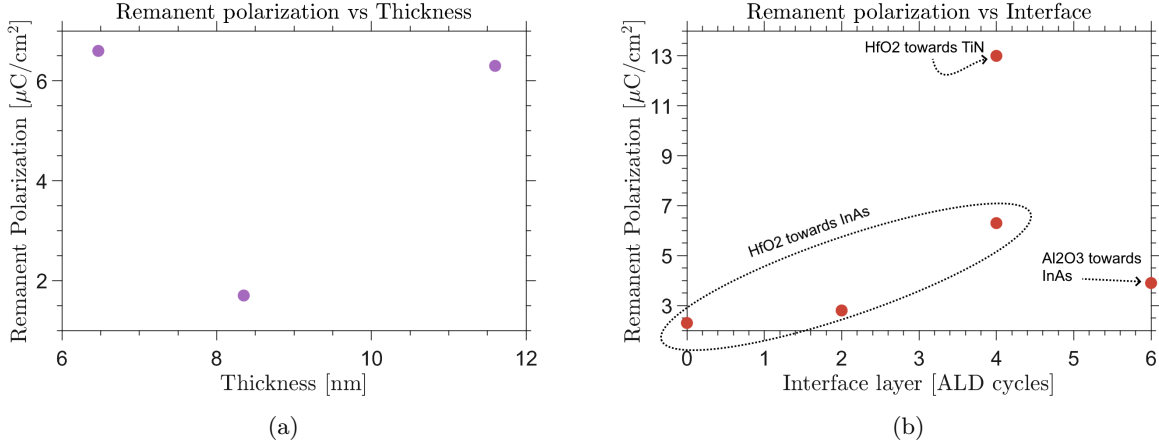 Remanent polarization vs Thickness
Remanent Polarization [μC/cm²]
6
4
2
6
8
10
12
Thickness [nm]
(a)
Remanent polarization vs Interface
Remanent Polarization [μC/cm²]
13
11
9
7
5
3
HfO2 towards TiN
HfO2 towards InAs
Al2O3 towards
InAs
0
1
2
3
4
5
6
Interface layer [ALD cycles]
(b)